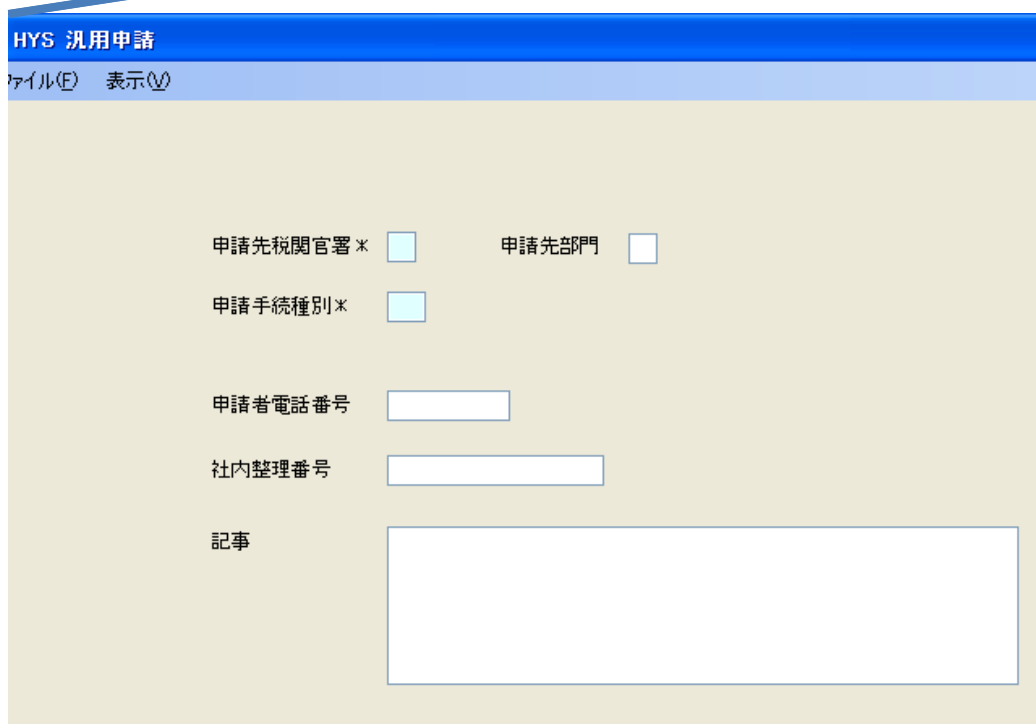 HYS 汎用申請
ファイル(F) 表示(V)
申請先税関官署* 申請先部門
申請手続種別*
申請者電話番号
社内整理番号
記事